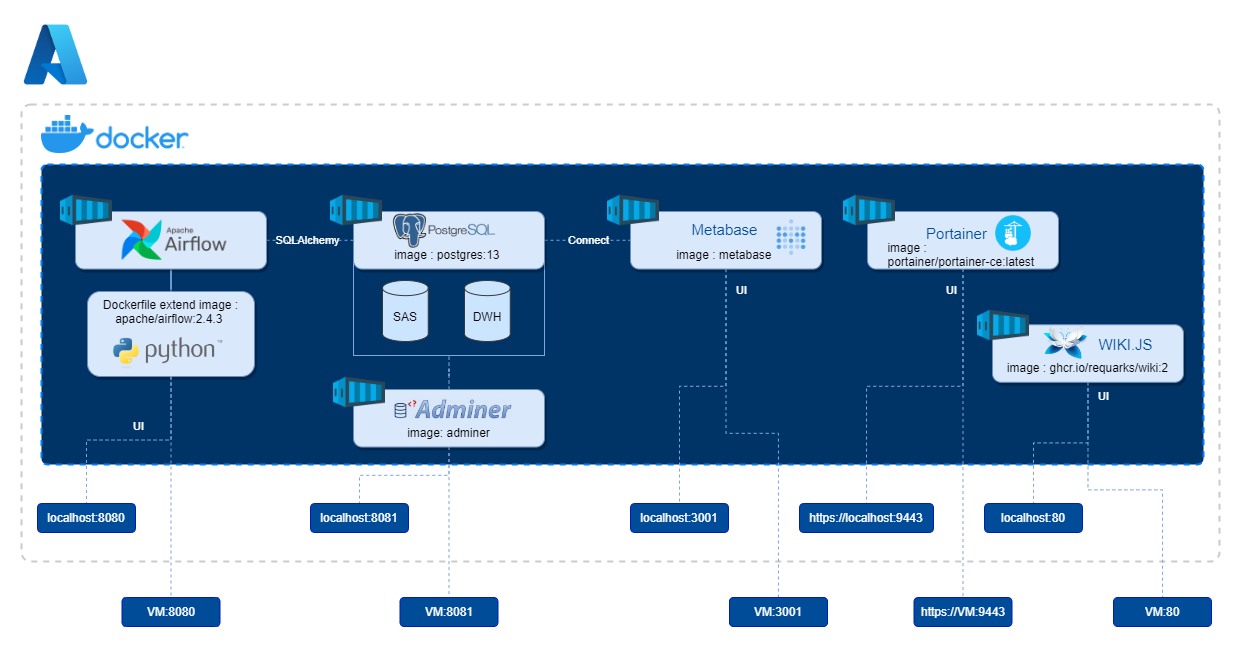 docker
Apache
Airflow
SQLAlchemy
PostgreSQL
image : postgres:13
Connect
Metabase
image : metabase
Portainer
image :
portainer/portainer-ce:latest
Dockerfile extend image :
apache/airflow:2.4.3
python™
SAS
DWH
UI
UI
WIKI.JS
image : ghcr.io/requarks/wiki:2
<?
Adminer
image: adminer
UI
UI
localhost:8080
localhost:8081
localhost:3001
https://localhost:9443
localhost:80
VM:8080
VM:8081
VM:3001
https://VM:9443
VM:80